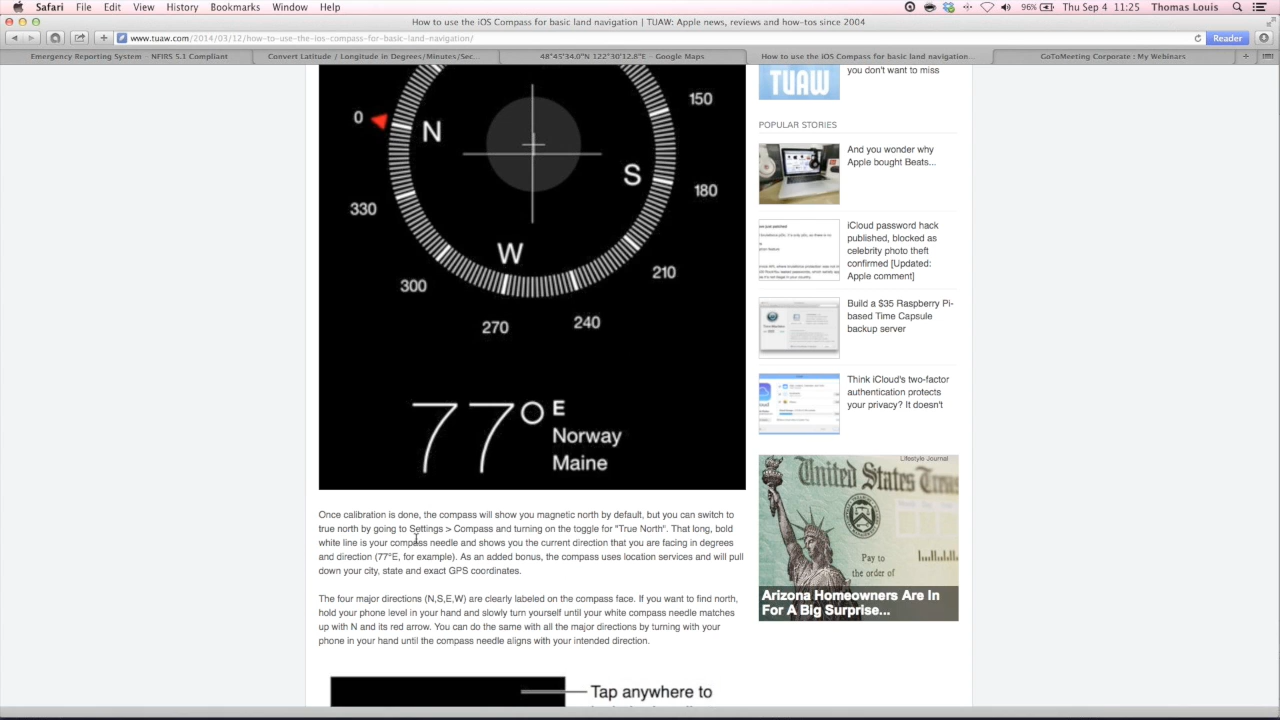 Safari File Edit View History Bookmarks Window Help 96% Thu Sep 4 11:25 Thomas Louis
How to use the iOS Compass for basic land navigation | TUAW: Apple news, reviews and how-tos since 2004
www.tuaw.com/2014/03/12/how-to-use-the-ios-compass-for-basic-land-navigation/ Reader
Emergency Reporting System - NFIRS 5.1 Compliant
Convert Latitude / Longitude in Degrees/Minutes/Sec...
48°45'34.0"N 122°30'12.8"E - Google Maps
How to use the iOS Compass for basic land navigation...
GoToMeeting Corporate : My Webinars
150
0
N
S
180
330
W
210
300
270
240
77° E
Norway
Maine
Once calibration is done, the compass will show you magnetic north by default, but you can switch to
true north by going to Settings > Compass and turning on the toggle for "True North". That long, bold
white line is your compass needle and shows you the current direction that you are facing in degrees
and direction (77°E, for example). As an added bonus, the compass uses location services and will pull
down your city, state and exact GPS coordinates.
The four major directions (N,S,E,W) are clearly labeled on the compass face. If you want to find north,
hold your phone level in your hand and slowly turn yourself until your white compass needle matches
up with N and its red arrow. You can do the same with all the major directions by turning with your
phone in your hand until the compass needle aligns with your intended direction.
Tap anywhere to
TUAW
you don't want to miss
POPULAR STORIES
And you wonder why
Apple bought Beats...
iCloud password hack
published, blocked as
celebrity photo theft
confirmed [Updated:
Apple comment]
Build a $35 Raspberry Pi-
based Time Capsule
backup server
Think iCloud's two-factor
authentication protects
your privacy? It doesn't
Lifestyle Journal
United States
Pay to
the order of
Arizona Homeowners Are In
For A Big Surprise...